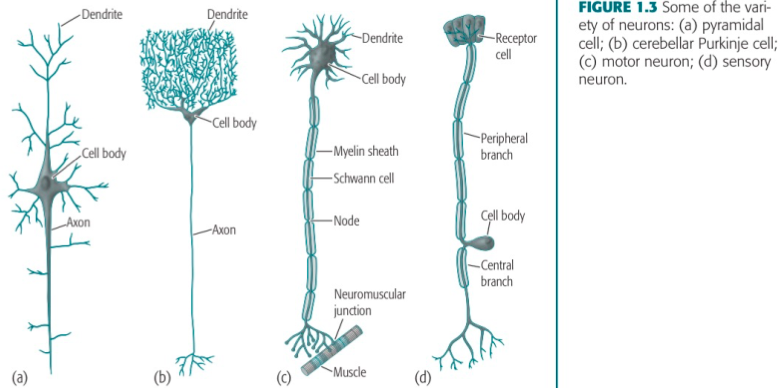 Dendrite
Cell body
Axon
(a)
Dendrite
Cell body
Axon
(b)
Dendrite
Cell body
Myelin sheath
Schwann cell
Node
Neuromuscular
junction
Muscle
(c)
Receptor
cell
Peripheral
branch
Cell body
Central
branch
(d)
FIGURE 1.3 Some of the vari-
ety of neurons: (a) pyramidal
cell; (b) cerebellar Purkinje cell;
(c) motor neuron; (d) sensory
neuron.